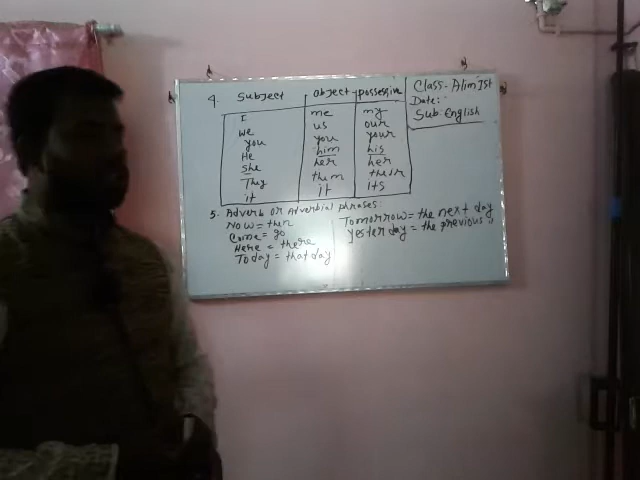 4. Subject object possessive
I me my
We us our
you you your
He him his
She her her
They them their
it it its
5. Adverb or Adverbial phrases:
Now = then
Come = go
Here = there
Today = that day
Tomorrow = the next day
yesterday = the previous "
Class- Alim Ist
Date:
Sub: English